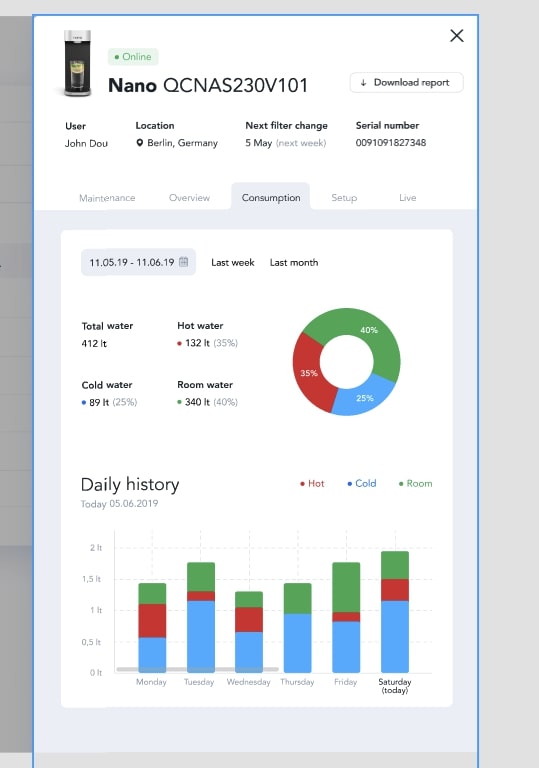 Online
Nano QCNAS230V101
Download report
User
Location
Next filter change
Serial number
John Dou
Berlin, Germany
5 May (next week)
0091091827348
Maintenance
Overview
Consumption
Setup
Live
11.05.19 - 11.06.19
Last week
Last month
Total water
Hot water
412 lt
132 lt (35%)
Cold water
Room water
89 lt (25%)
340 lt (40%)
40%
35%
25%
Daily history
Hot
Cold
Room
Today 05.06.2019
2 lt
1,5 lt
1 lt
0,5 lt
0 lt
Monday
Tuesday
Wednesday
Thursday
Friday
Saturday
(today)